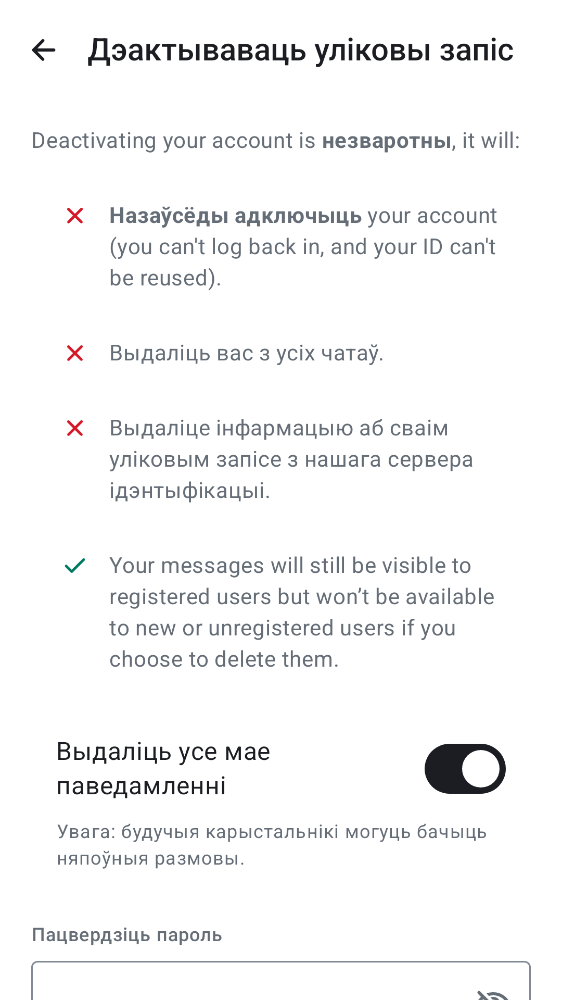 Дэактываваць уліковы запіс
Deactivating your account is незваротны, it will:
Назаўсёды адключыць your account
(you can't log back in, and your ID can't
be reused).
Выдаліць вас з усіх чатаў.
Выдаліце інфармацыю аб сваім
уліковым запісе з нашага сервера
ідэнтыфікацыі.
Your messages will still be visible to
registered users but won’t be available
to new or unregistered users if you
choose to delete them.
Выдаліць усе мае
паведамленні
Увага: будучыя карыстальнікі могуць бачыць
няпоўныя размовы.
Пацвердзіць пароль